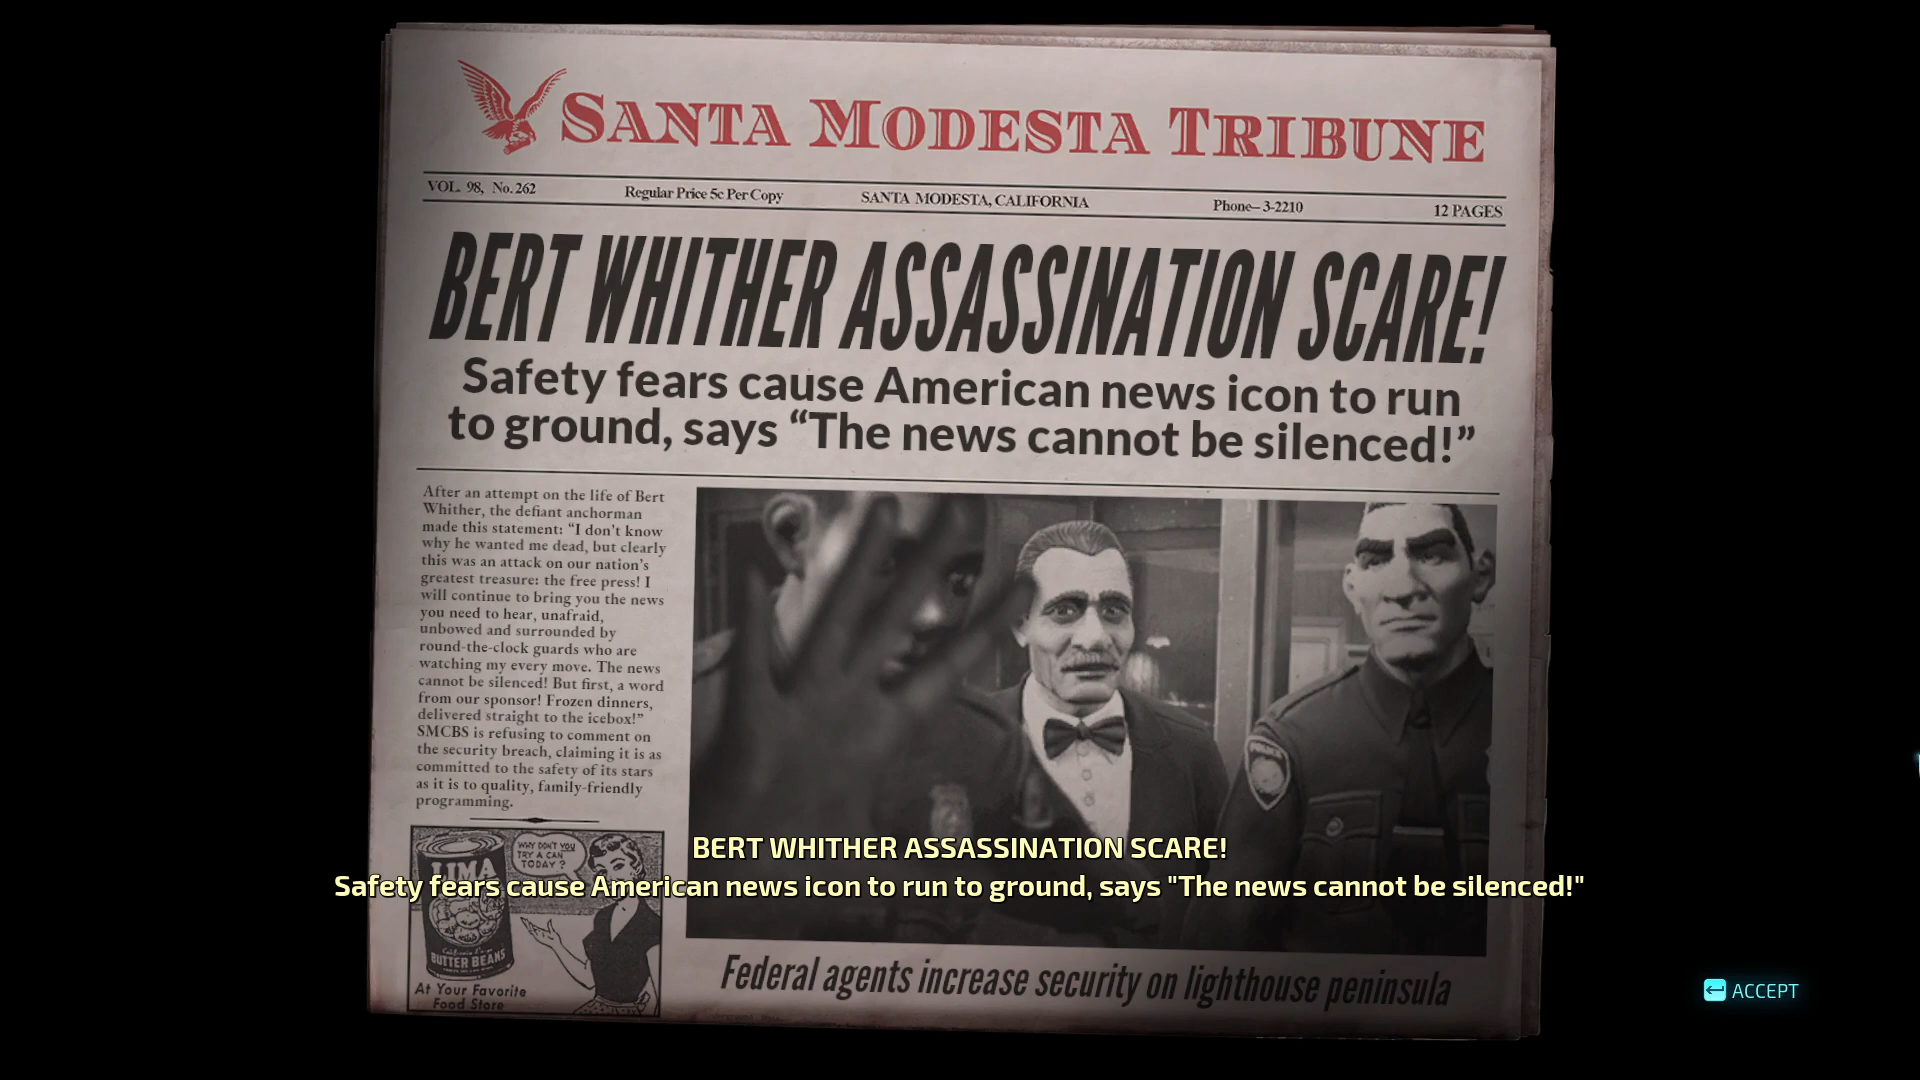 SANTA MODESTA TRIBUNE
VOL. 98, No. 262 Regular Price 5c Per Copy SANTA MODESTA, CALIFORNIA Phone– 3-2210 12 PAGES
BERT WHITHER ASSASSINATION SCARE!
Safety fears cause American news icon to run
to ground, says “The news cannot be silenced!”
After an attempt on the life of Bert
Whither, the defiant anchorman
made this statement: “I don’t know
why he wanted me dead, but clearly
this was an attack on our nation’s
greatest treasure: the free press! I
will continue to bring you the news
you need to hear, unafraid,
unbowed and surrounded by
round-the-clock guards who are
watching my every move. The news
cannot be silenced! But first, a word
from our sponsor! Frozen dinners,
delivered straight to the icebox!”
SMCBS is refusing to comment on
the security breach, claiming it is as
committed to the safety of its stars
as it is to quality, family-friendly
programming.
WHY DON'T YOU
TRY A CAN
TODAY?
LIMA
BUTTER BEANS
At Your Favorite
Food Store
POLICE
BERT WHITHER ASSASSINATION SCARE!
Safety fears cause American news icon to run to ground, says "The news cannot be silenced!"
Federal agents increase security on lighthouse peninsula
ACCEPT